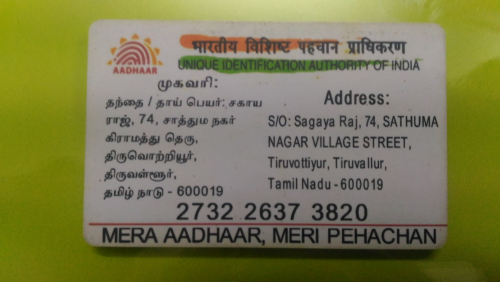 भारतीय विशिष्ट पहचान प्राधिकरण
AADHAAR
UNIQUE IDENTIFICATION AUTHORITY OF INDIA
முகவரி:
தந்தை / தாய் பெயர்: சகாய
ராஜ், 74, சாத்தும நகர்
கிராமத்து தெரு,
திருவொற்றியூர்,
திருவள்ளூர்,
தமிழ் நாடு - 600019
Address:
S/O: Sagaya Raj, 74, SATHUMA
NAGAR VILLAGE STREET,
Tiruvottiyur, Tiruvallur,
Tamil Nadu - 600019
2732 2637 3820
MERA AADHAAR, MERI PEHACHAN